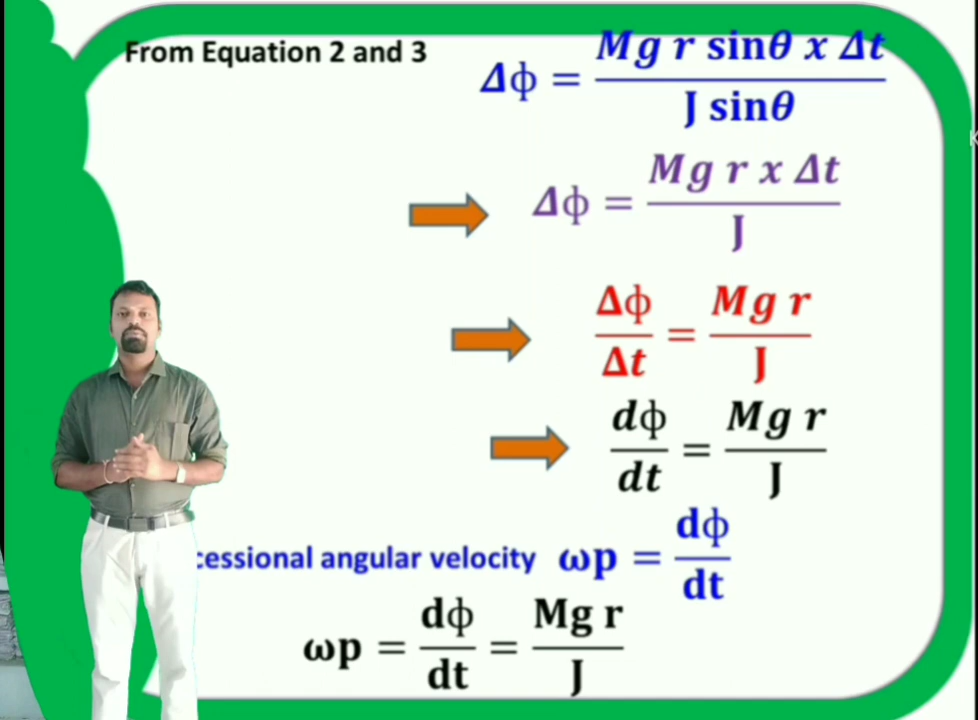 From Equation 2 and 3
Δϕ = Mg r sinθ x Δt / J sinθ
Δϕ = Mg r x Δt / J
Δϕ / Δt = Mg r / J
dϕ / dt = Mg r / J
cessional angular velocity ωp = dϕ / dt
ωp = dϕ / dt = Mg r / J